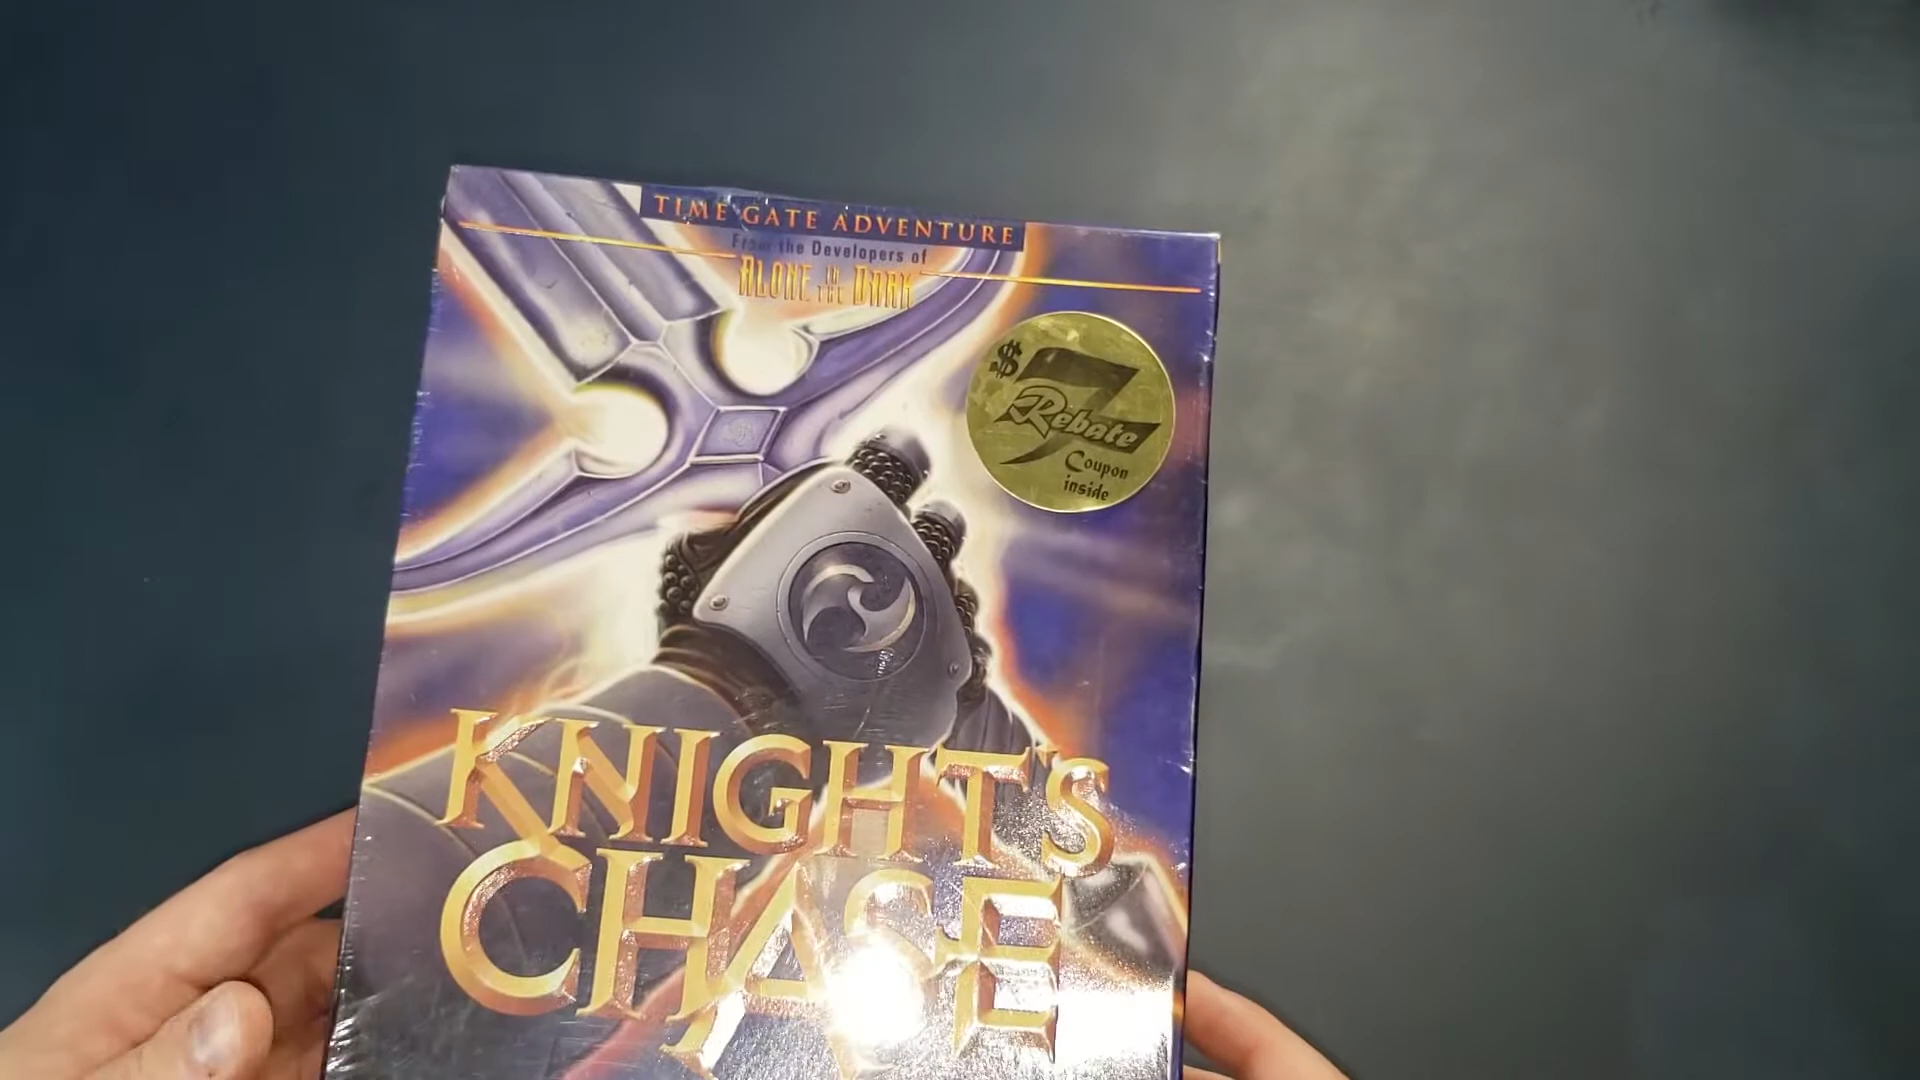 TIME GATE ADVENTURE
From the Developers of
ALONE IN THE DARK
$7
Rebate
Coupon
inside
KNIGHT'S
CHASE